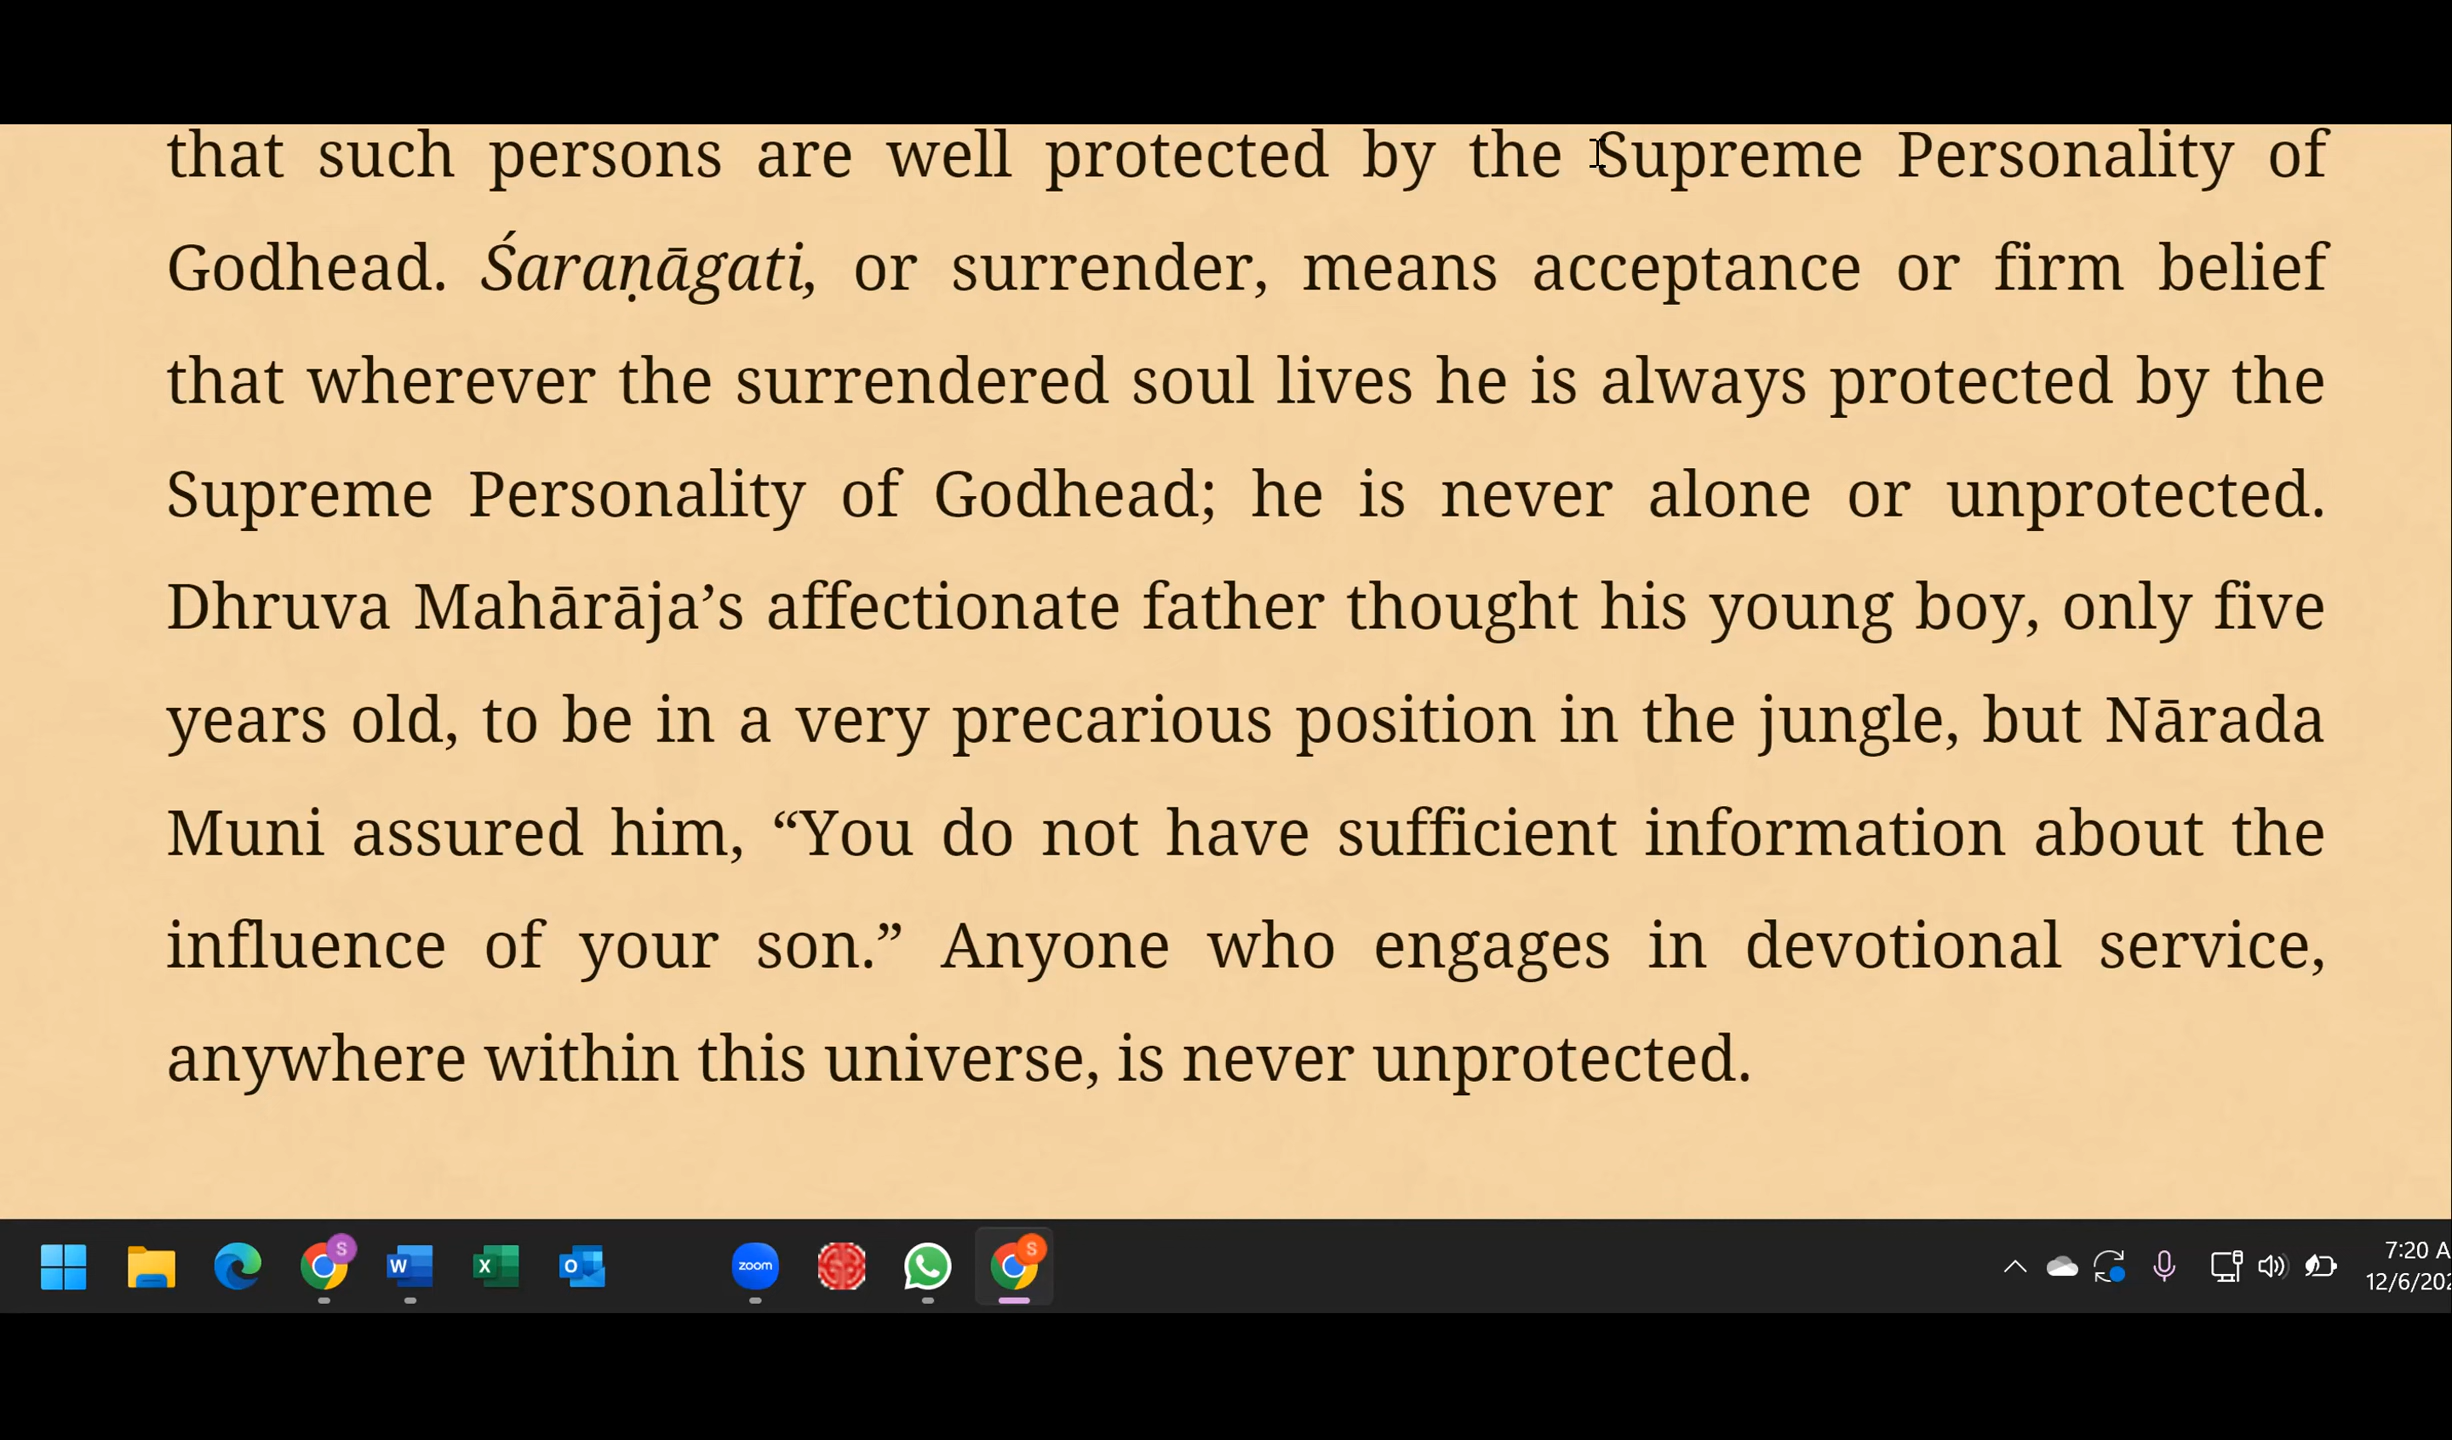 that such persons are well protected by the Supreme Personality of
Godhead. Śaraṇāgati, or surrender, means acceptance or firm belief
that wherever the surrendered soul lives he is always protected by the
Supreme Personality of Godhead; he is never alone or unprotected.
Dhruva Mahārāja’s affectionate father thought his young boy, only five
years old, to be in a very precarious position in the jungle, but Nārada
Muni assured him, “You do not have sufficient information about the
influence of your son.” Anyone who engages in devotional service,
anywhere within this universe, is never unprotected.
S W X O zoom S 7:20 A
12/6/202